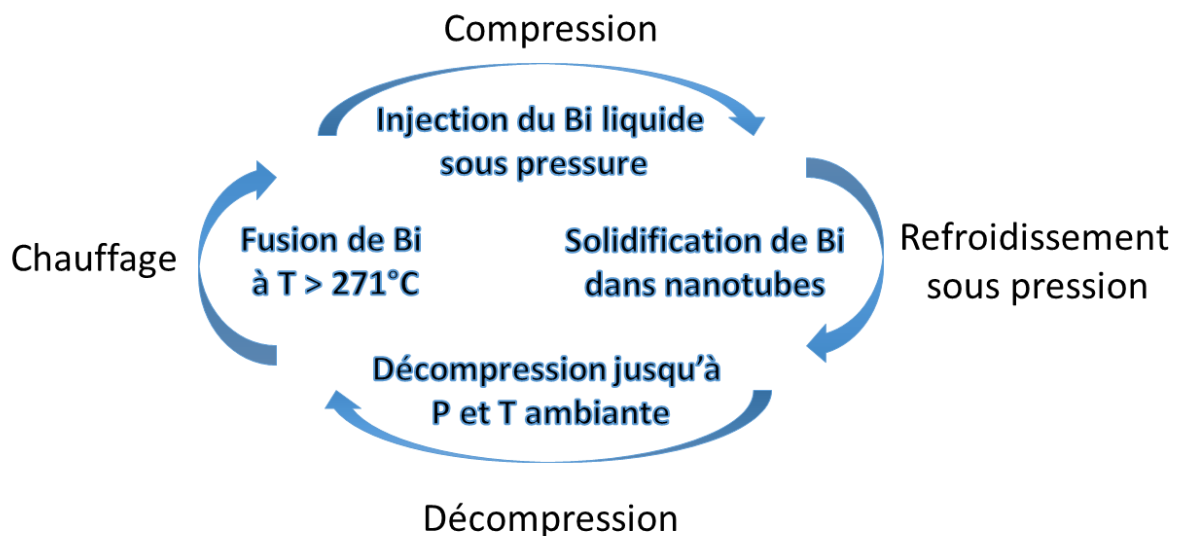 Compression
Injection du Bi liquide
sous pressure
Chauffage
Fusion de Bi
à T > 271°C
Solidification de Bi
dans nanotubes
Refroidissement
sous pression
Décompression jusqu'à
P et T ambiante
Décompression